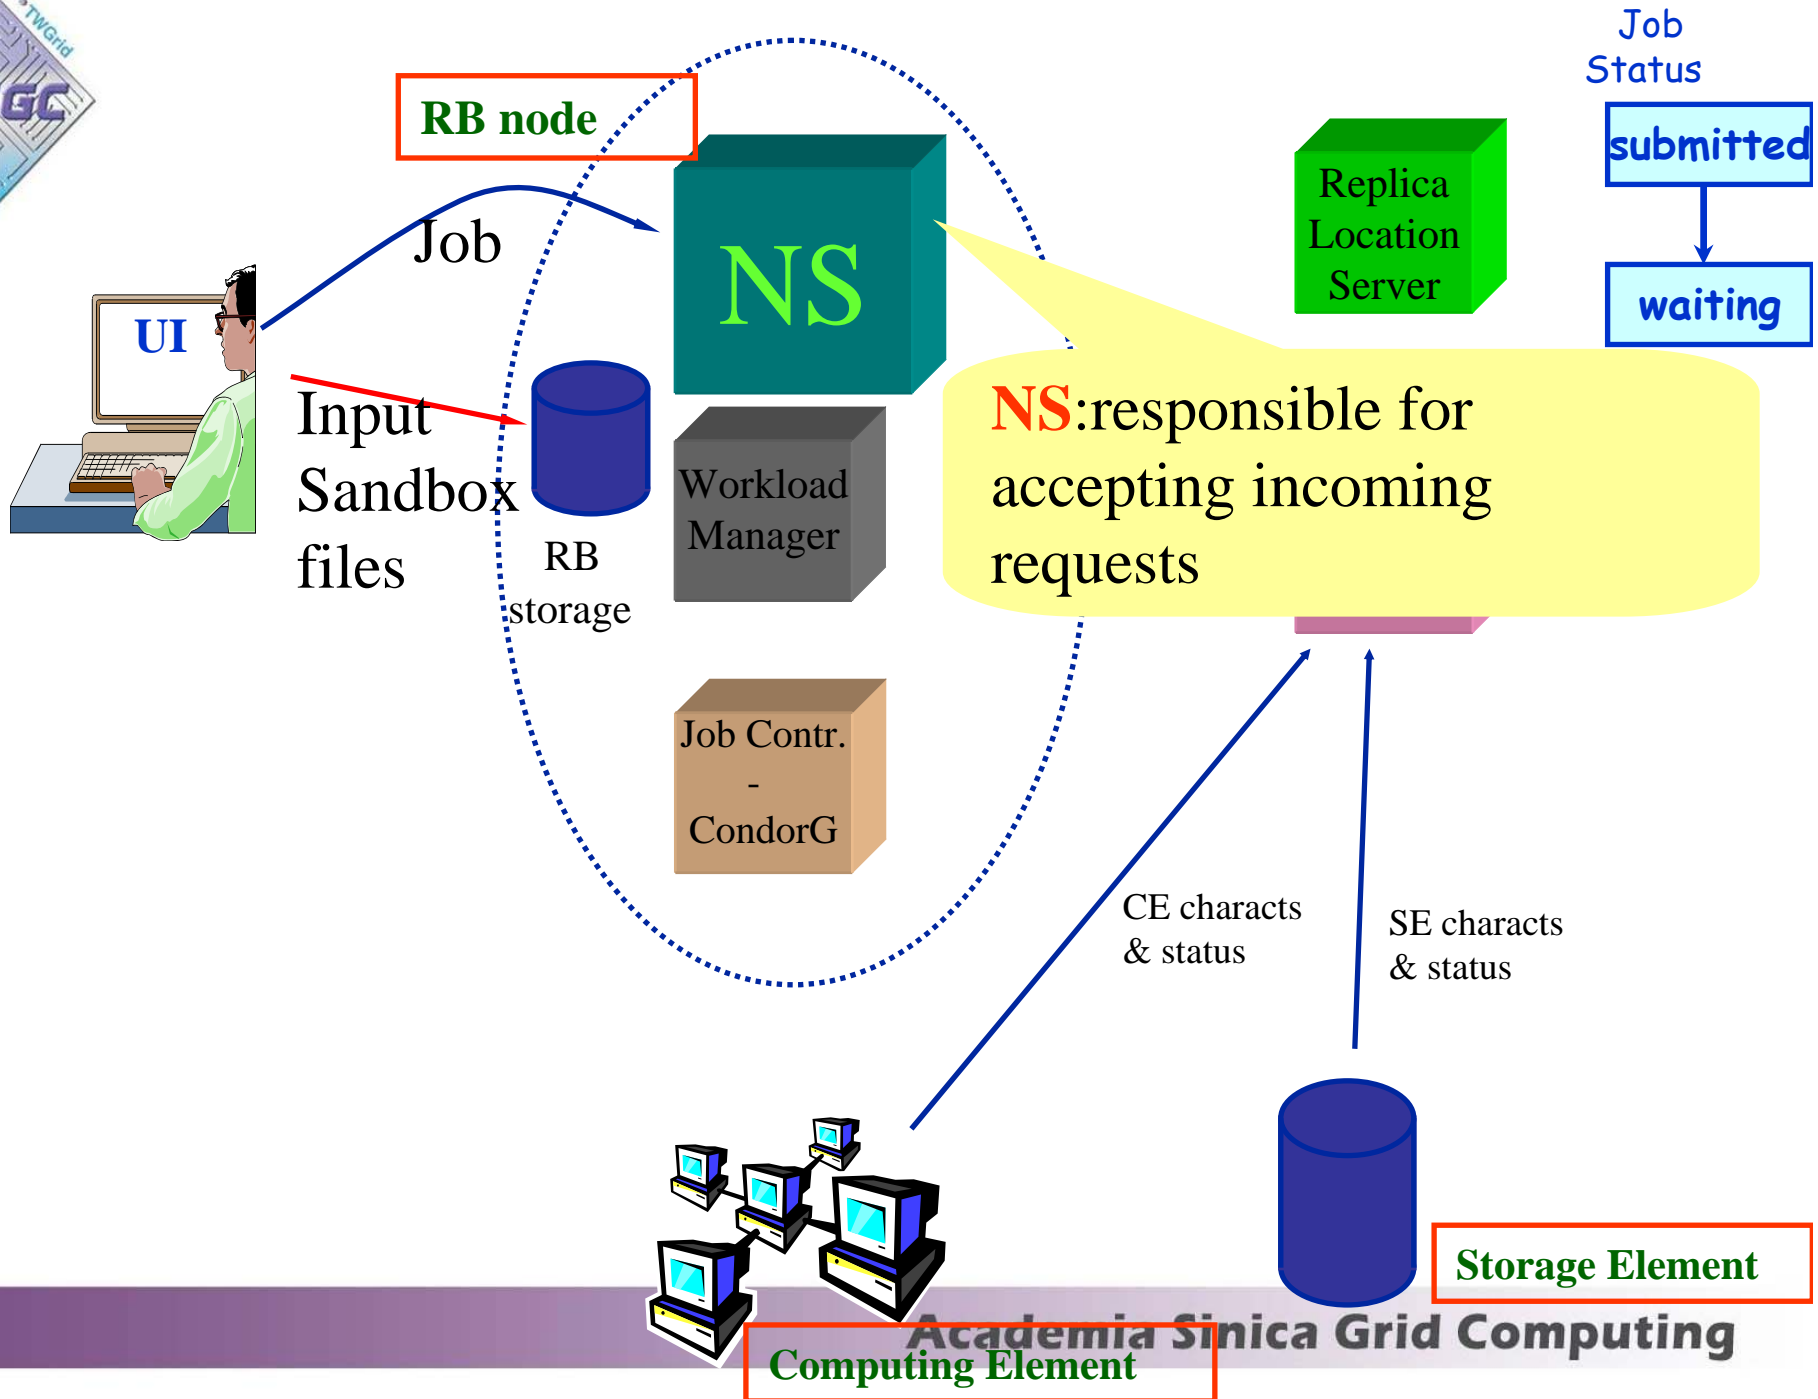 TWGrid
GC
Job
Status
submitted
waiting
RB node
NS
Job
UI
Input
Sandbox
files
RB
storage
Workload
Manager
Job Contr.
-
CondorG
Replica
Location
Server
NS:responsible for
accepting incoming
requests
CE characts
& status
SE characts
& status
Storage Element
Academia Sinica Grid Computing
Computing Element